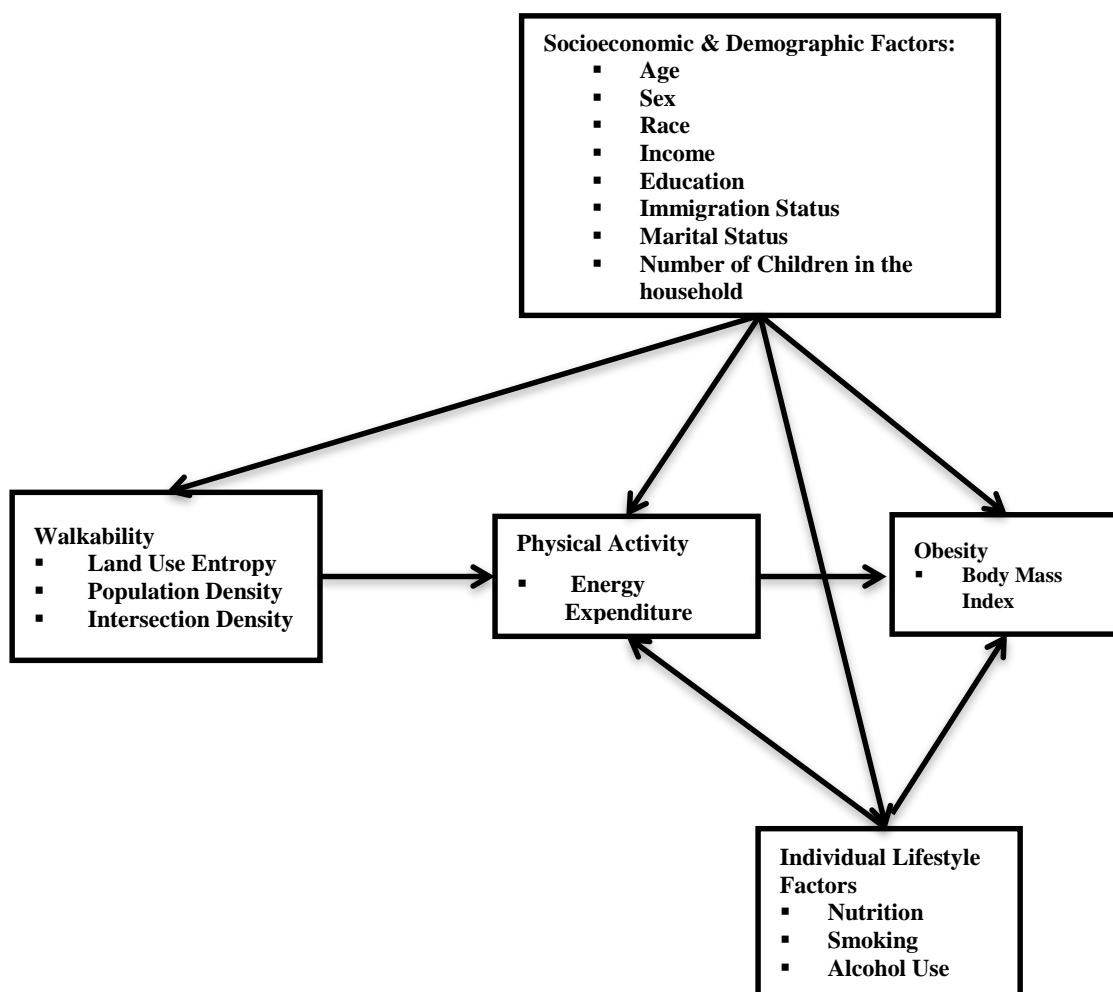 Socioeconomic & Demographic Factors:
▪ Age
▪ Sex
▪ Race
▪ Income
▪ Education
▪ Immigration Status
▪ Marital Status
▪ Number of Children in the
household
Walkability
▪ Land Use Entropy
▪ Population Density
▪ Intersection Density
Physical Activity
▪ Energy
Expenditure
Obesity
▪ Body Mass
Index
Individual Lifestyle
Factors
▪ Nutrition
▪ Smoking
▪ Alcohol Use